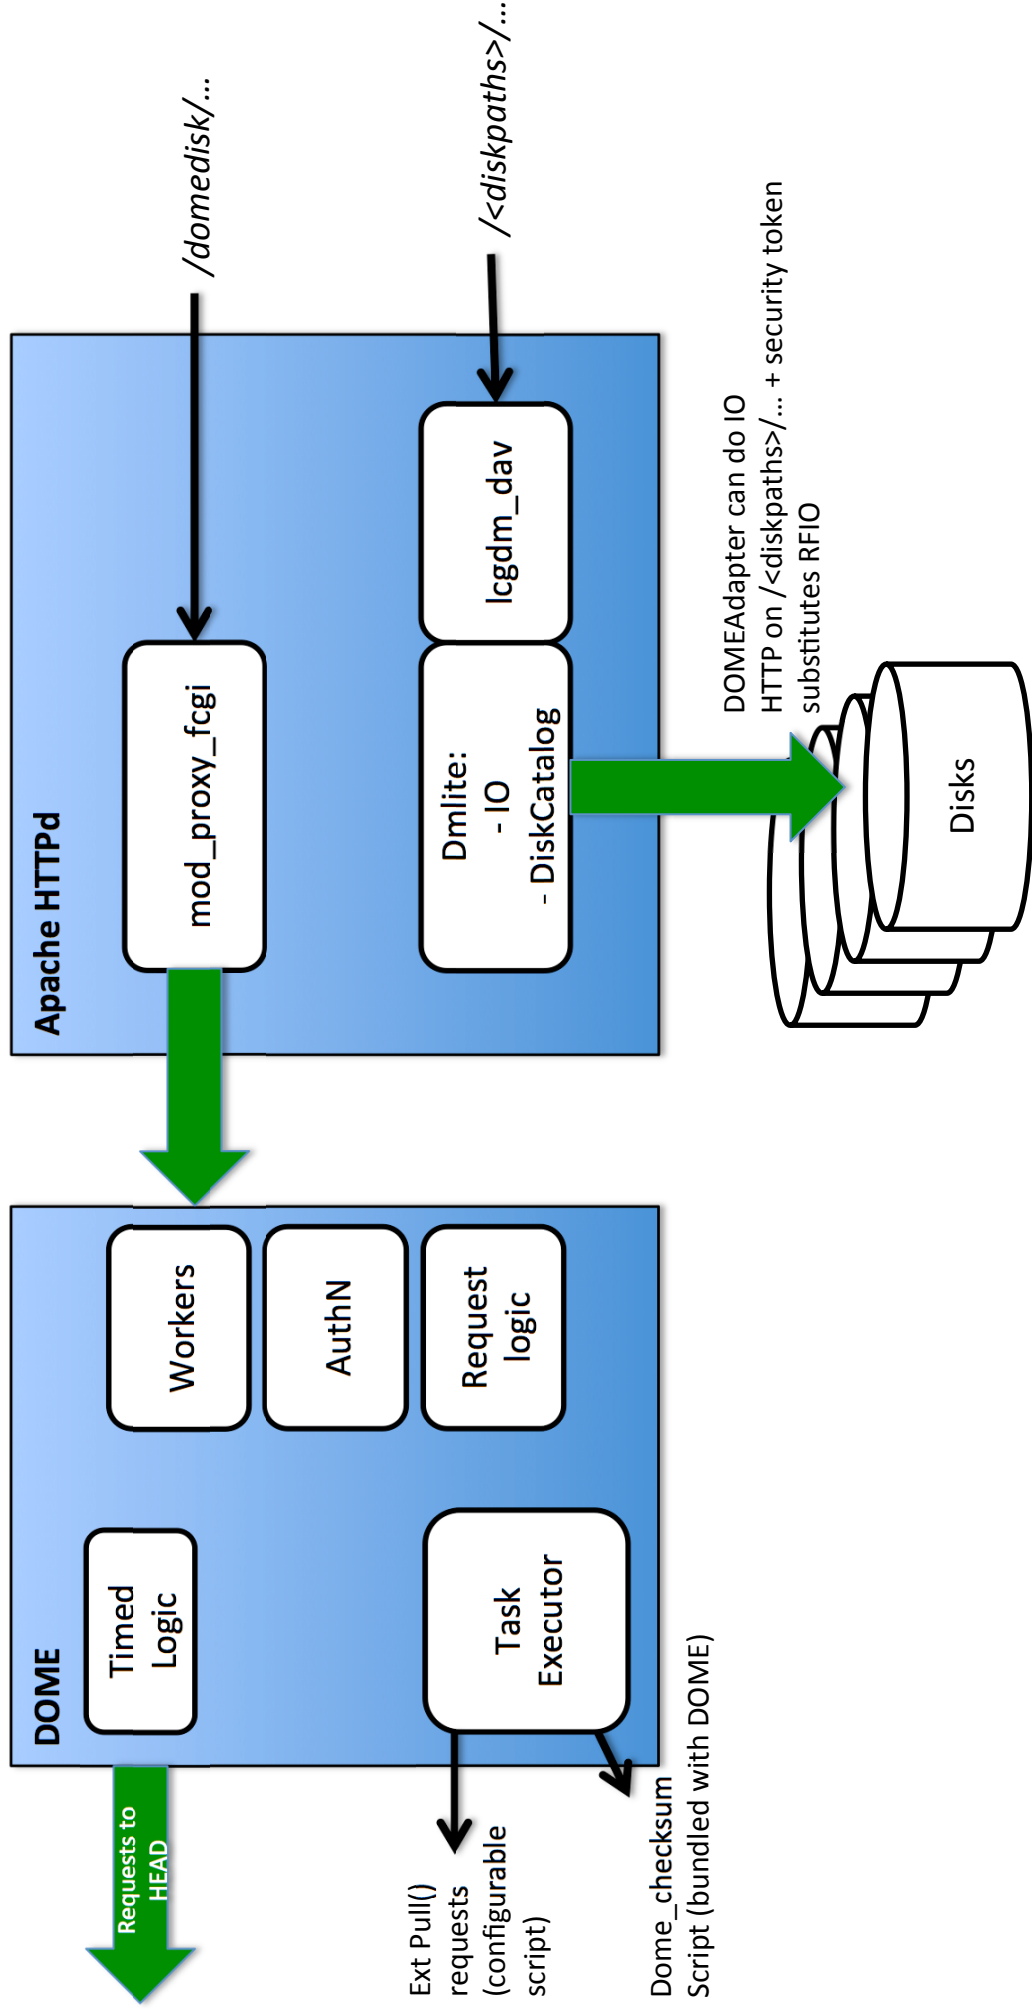 Requests to
HEAD
DOME
Timed
Logic
Workers
AuthN
Request
logic
Task
Executor
Ext Pull()
requests
(configurable
script)
Dome_checksum
Script (bundled with DOME)
Apache HTTPd
mod_proxy_fcgi
/domedisk/...
Dmlite:
- IO
- DiskCatalog
lcgdm_dav
/<diskpaths>/...
DOMEAdapter can do IO
HTTP on /<diskpaths>/... + security token
substitutes RFIO
Disks